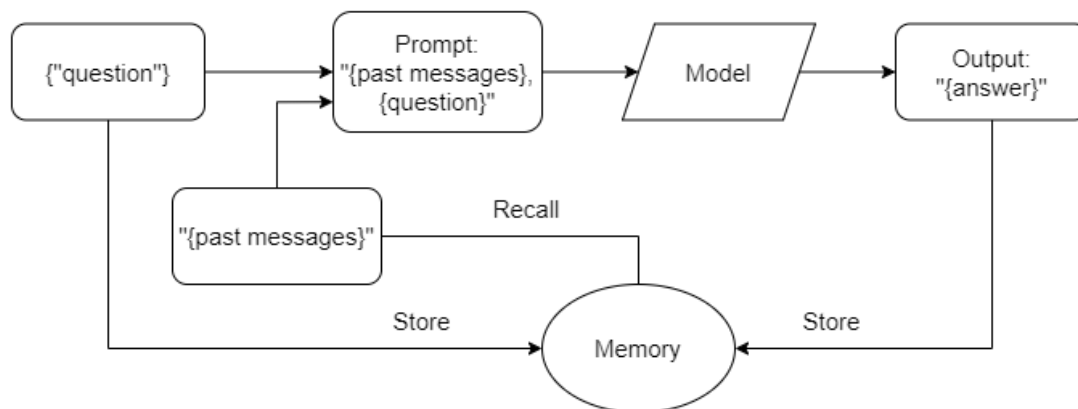 {"question"}
Prompt:
"{past messages},
{question}"
Model
Output:
"{answer}"
"{past messages}"
Recall
Store
Memory
Store